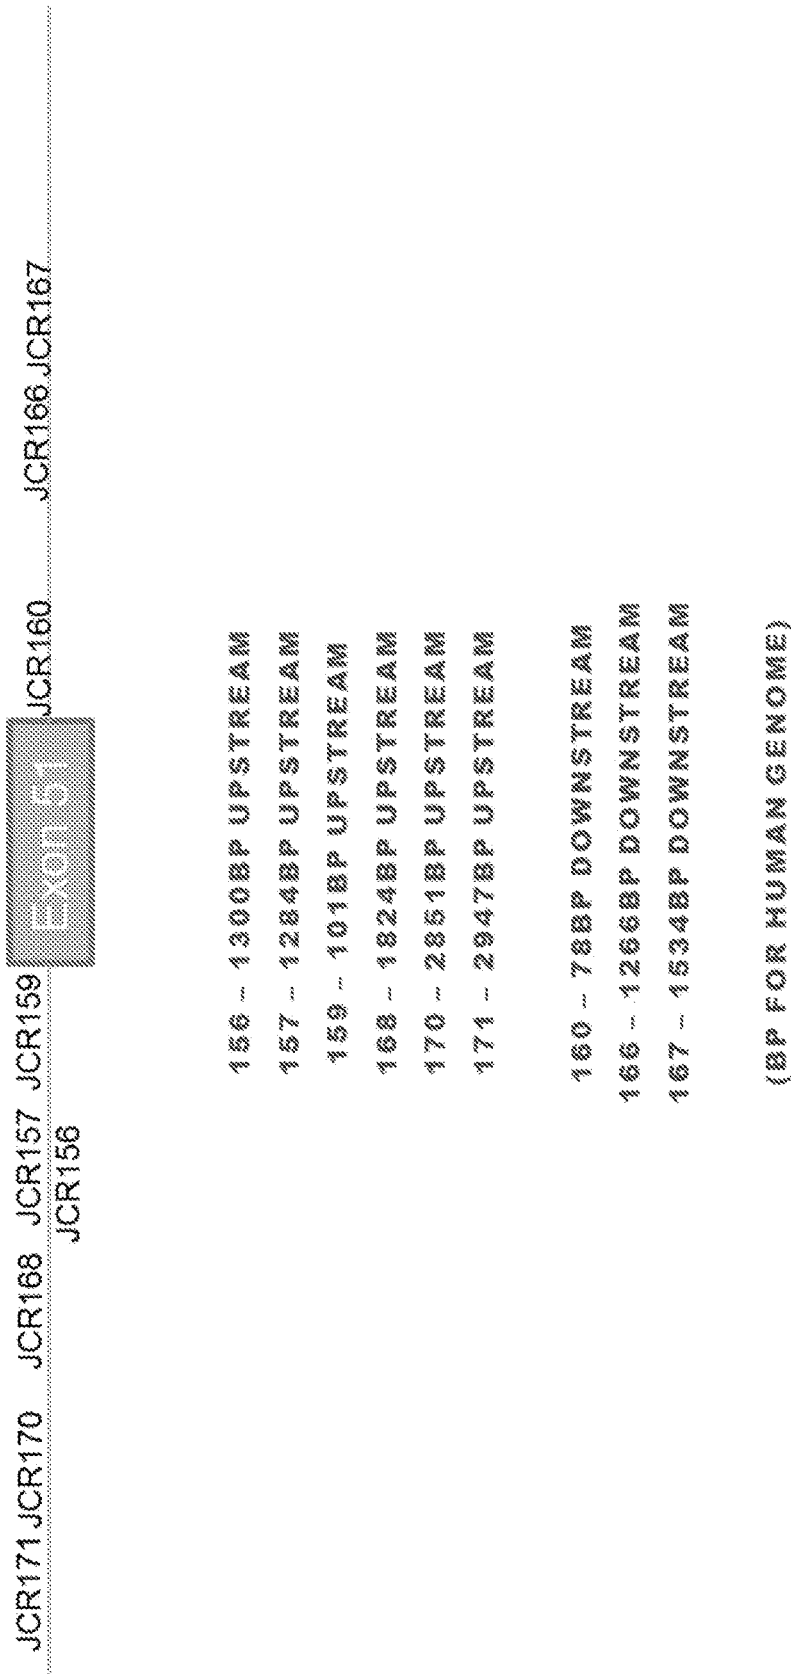 JCR171 JCR170 JCR168 JCR157 JCR159 Exon 51 JCR160 JCR166 JCR167
JCR156
156 – 1300BP UPSTREAM
157 – 1284BP UPSTREAM
159 – 101BP UPSTREAM
168 – 1824BP UPSTREAM
170 – 2851BP UPSTREAM
171 – 2947BP UPSTREAM
160 – 78BP DOWNSTREAM
166 – 1266BP DOWNSTREAM
167 – 1534BP DOWNSTREAM
(BP FOR HUMAN GENOME)